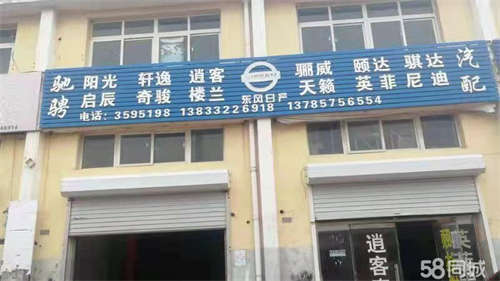 驰骋
阳光 轩逸 逍客
启辰 奇骏 楼兰
东风日产
骊威 颐达 骐达
天籁 英菲尼迪
汽配
电话：3595198 13833226918 13785756554
逍客
58同城